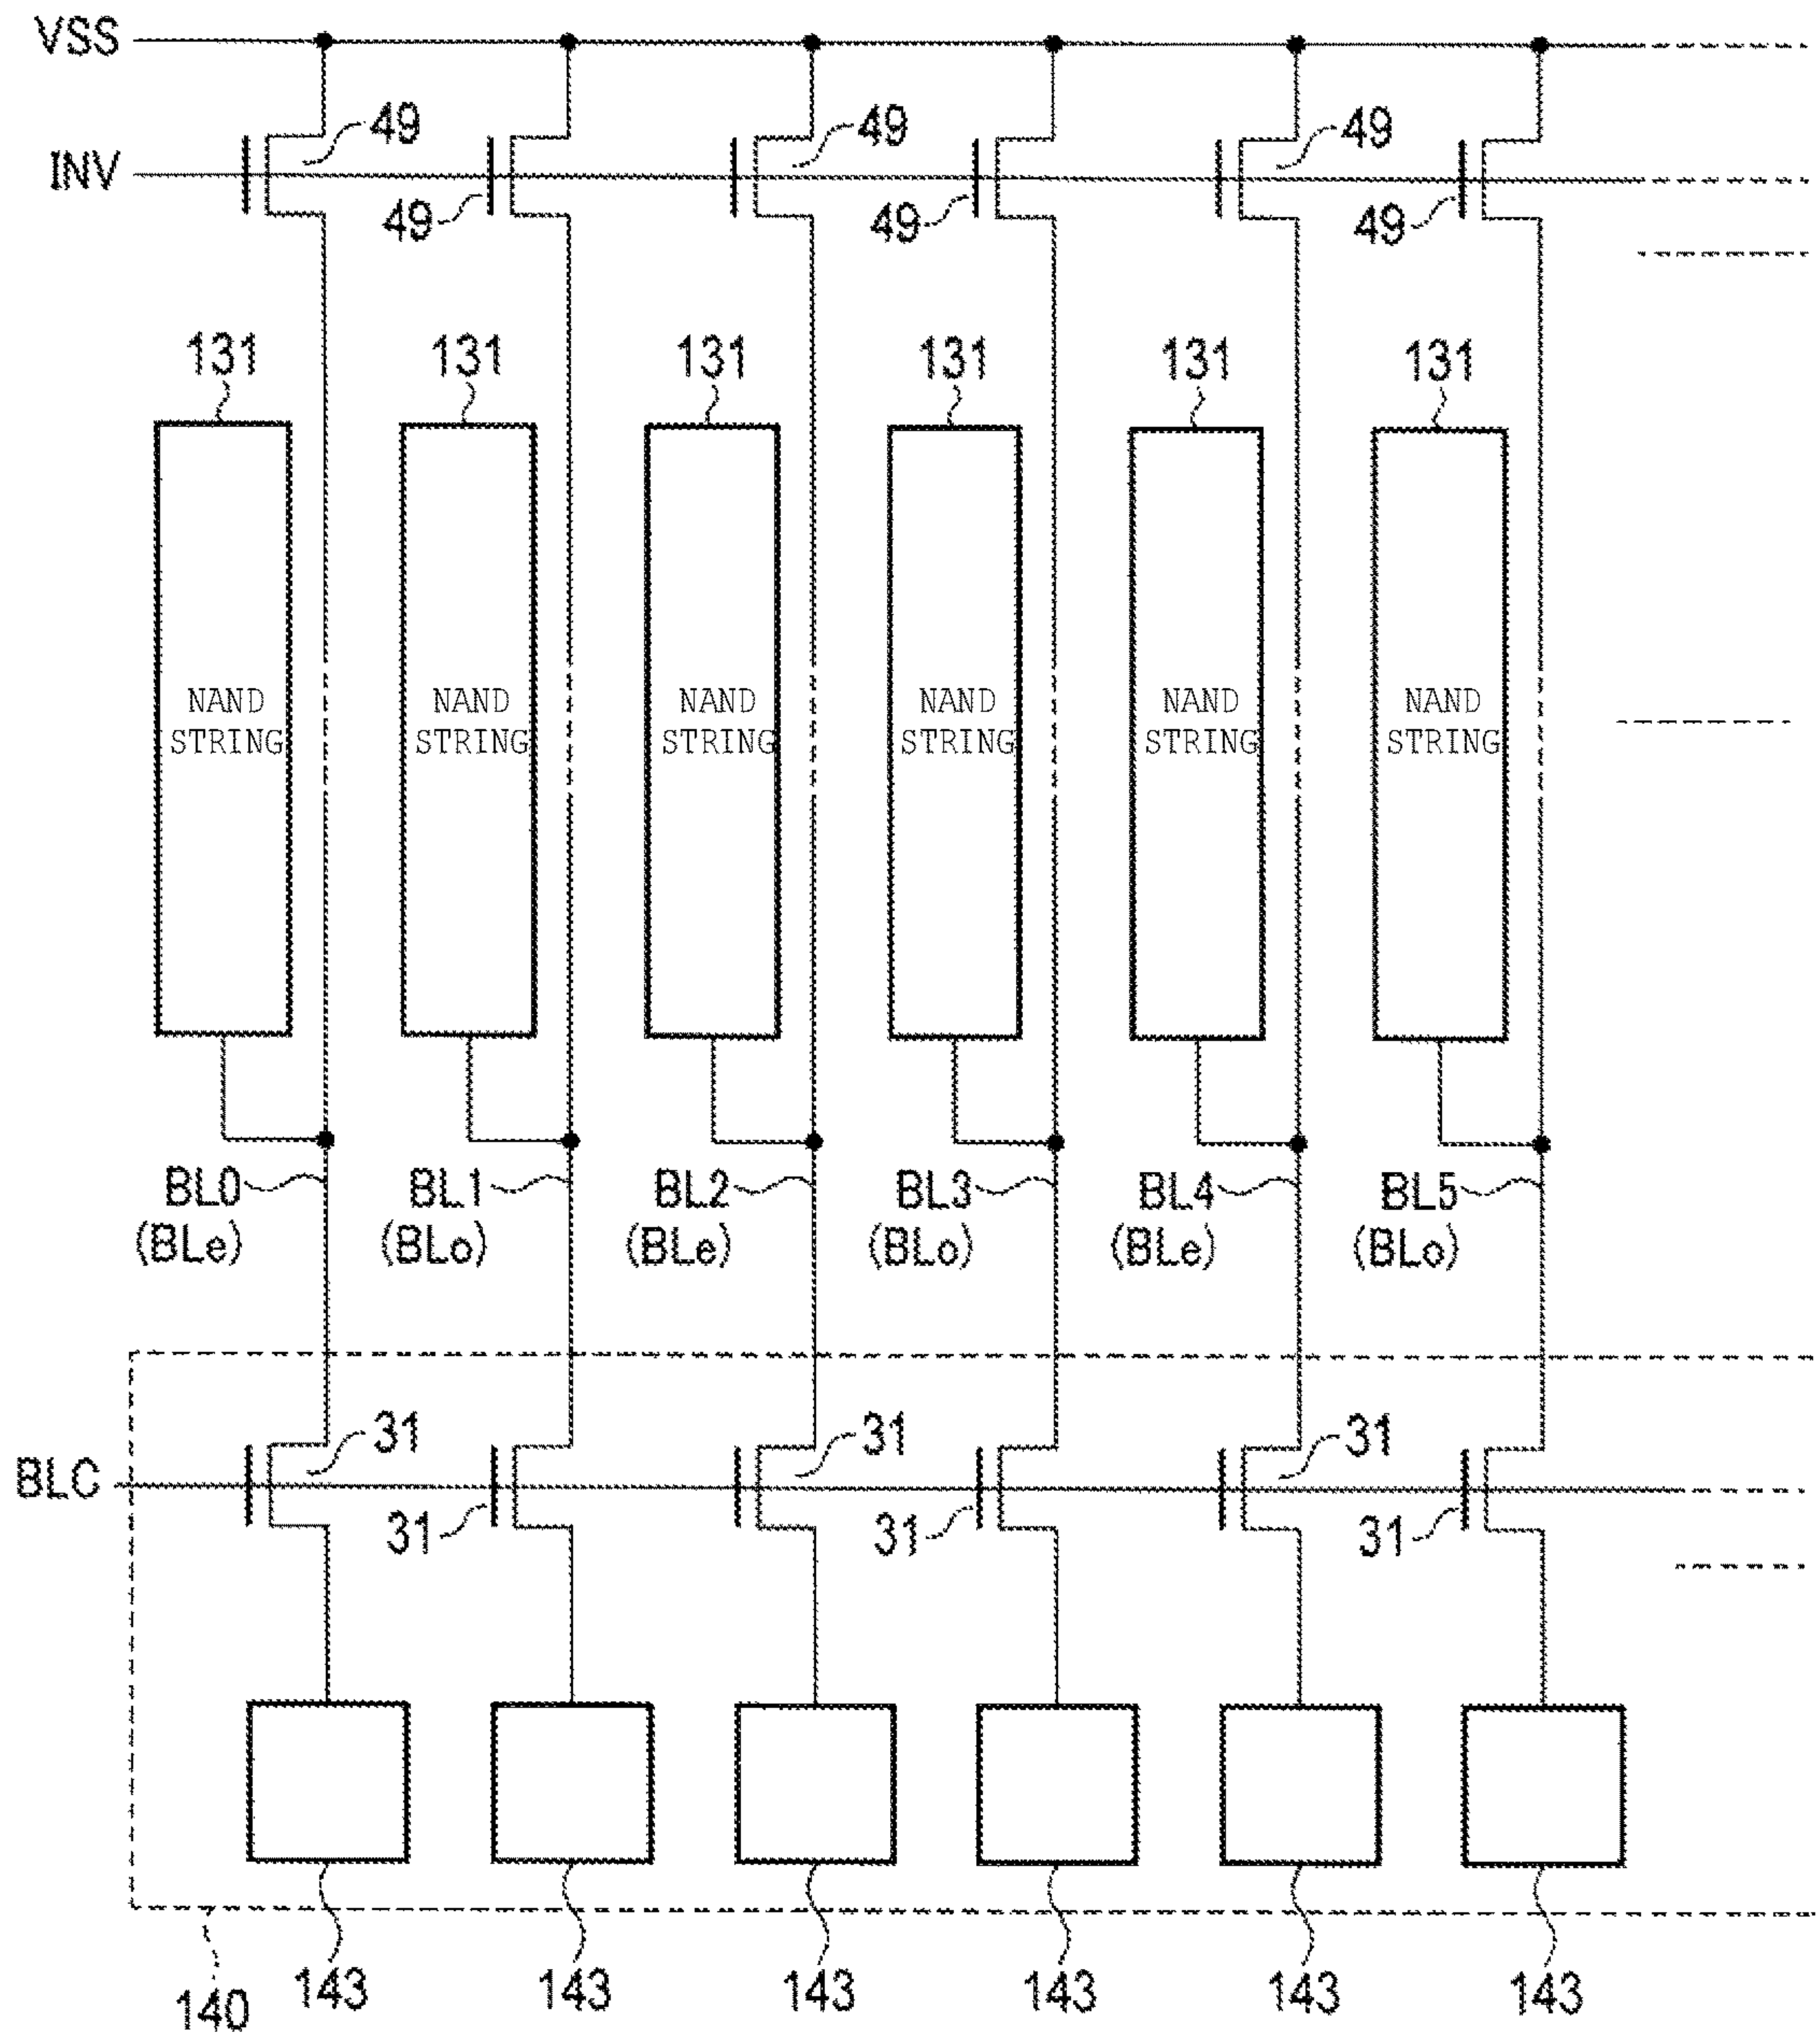 VSS
49 49 49
INV
49 49 49
131 131 131 131 131 131
NAND NAND NAND NAND NAND NAND
STRING STRING STRING STRING STRING STRING
BL0 BL1 BL2 BL3 BL4 BL5
(BLe) (BLo) (BLe) (BLo) (BLe) (BLo)
31 31 31
BLC
31 31 31
143 143 143 143 143 143
140